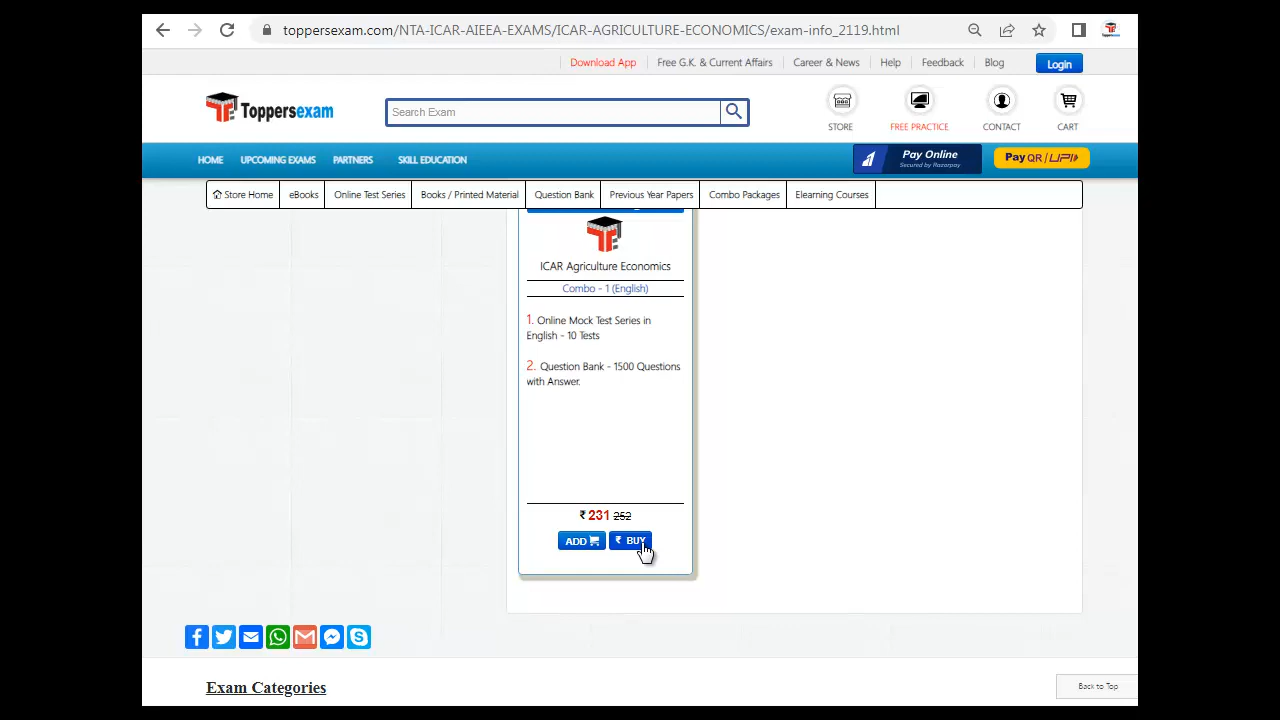 toppersexam.com/NTA-ICAR-AIEEA-EXAMS/ICAR-AGRICULTURE-ECONOMICS/exam-info_2119.html
Download App Free G.K. & Current Affairs Career & News Help Feedback Blog Login
Toppersexam
Search Exam
STORE FREE PRACTICE CONTACT CART
HOME UPCOMING EXAMS PARTNERS SKILL EDUCATION
Pay Online
Secured by Razorpay
Pay QR / UPI
Store Home eBooks Online Test Series Books / Printed Material Question Bank Previous Year Papers Combo Packages Elearning Courses
ICAR Agriculture Economics
Combo - 1 (English)
1. Online Mock Test Series in
English - 10 Tests
2. Question Bank - 1500 Questions
with Answer.
₹ 231 252
ADD ₹ BUY
Exam Categories
Back to Top